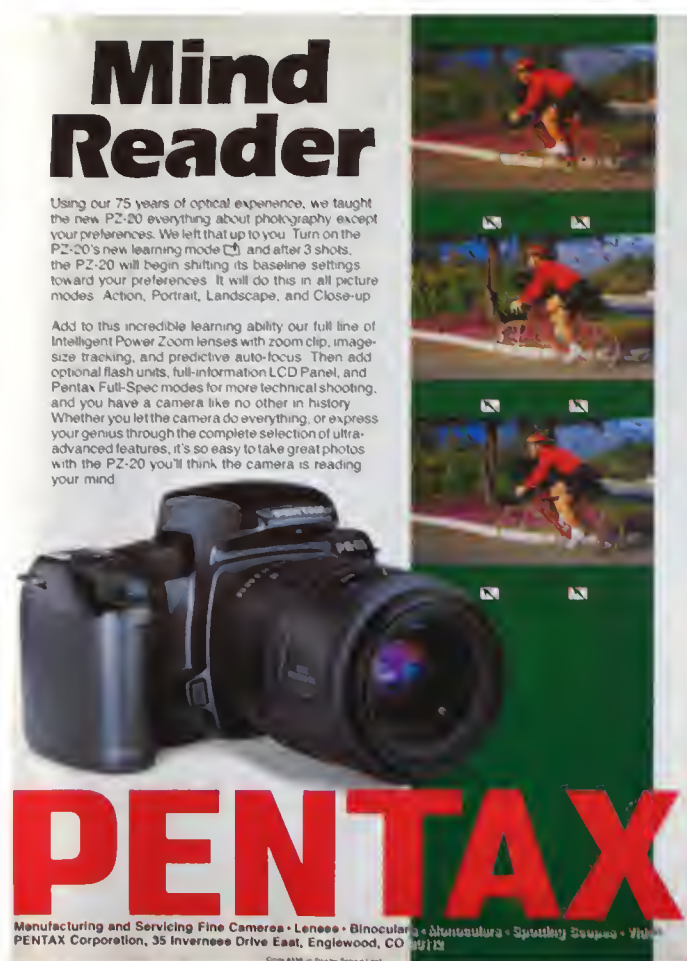 Mind
Reader
Using our 75 years of optical experience, we taught
the new PZ-20 everything about photography except
your preferences. We left that up to you. Turn on the
PZ-20's new learning mode and after 3 shots,
the PZ-20 will begin shifting its baseline settings
toward your preferences. It will do this in all picture
modes. Action, Portrait, Landscape, and Close-up
Add to this incredible learning ability our full line of
Intelligent Power Zoom lenses with zoom clip, image-
size tracking, and predictive auto-focus. Then add
optional flash units, full-information LCD Panel, and
Pentax Full-Spec modes for more technical shooting,
and you have a camera like no other in history
Whether you let the camera do everything, or express
your genius through the complete selection of ultra-
advanced features, it's so easy to take great photos
with the PZ-20 you'll think the camera is reading
your mind
PENTAX
PZ-20
PENTAX
Manufacturing and Servicing Fine Cameras • Lenses • Binoculars • Monoculars • Spotting Scopes • Video
PENTAX Corporation, 35 Inverness Drive East, Englewood, CO 80112